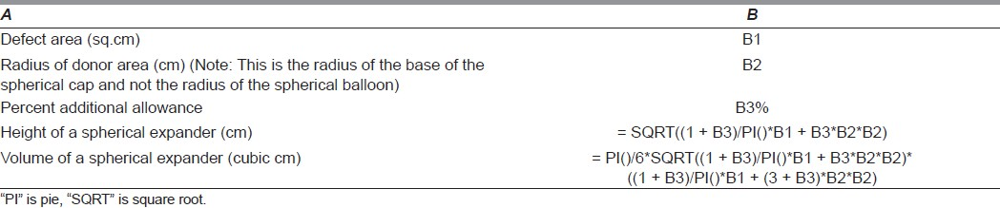 A B
Defect area (sq.cm) B1
Radius of donor area (cm) (Note: This is the radius of the base of the B2
spherical cap and not the radius of the spherical balloon)
Percent additional allowance B3%
Height of a spherical expander (cm) = SQRT((1 + B3)/PI()*B1 + B3*B2*B2)
Volume of a spherical expander (cubic cm) = PI()/6*SQRT((1 + B3)/PI()*B1 + B3*B2*B2)*
((1 + B3)/PI()*B1 + (3 + B3)*B2*B2)
“PI” is pie, “SQRT” is square root.